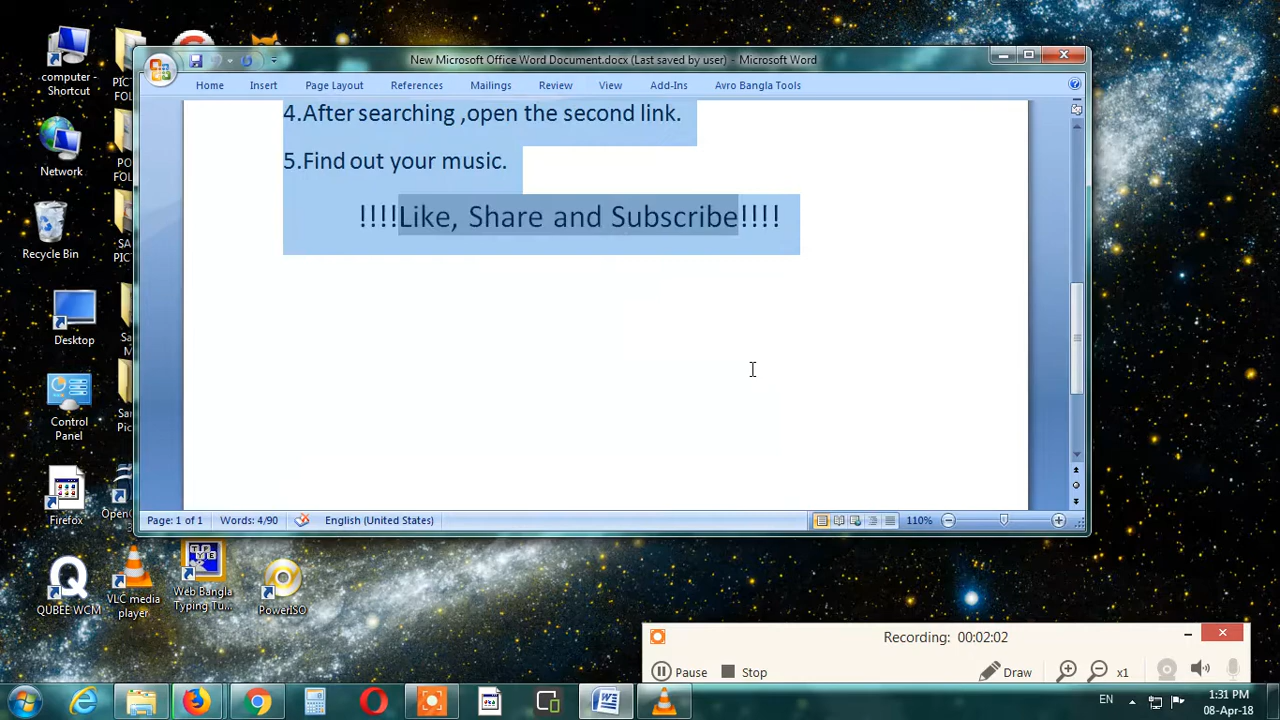 computer -
Shortcut
PIC
FOL
New Microsoft Office Word Document.docx (Last saved by user) - Microsoft Word
Home Insert Page Layout References Mailings Review View Add-Ins Avro Bangla Tools
4.After searching ,open the second link.
5.Find out your music.
!!!!Like, Share and Subscribe!!!!
Network
Recycle Bin
Desktop
Control
Panel
Firefox
QUBEE WCM
VLC media
player
Web Bangla
Typing Tu...
PowerISO
Page: 1 of 1 Words: 4/90 English (United States) 110%
Recording: 00:02:02
Pause Stop Draw x1
EN
1:31 PM
08-Apr-18